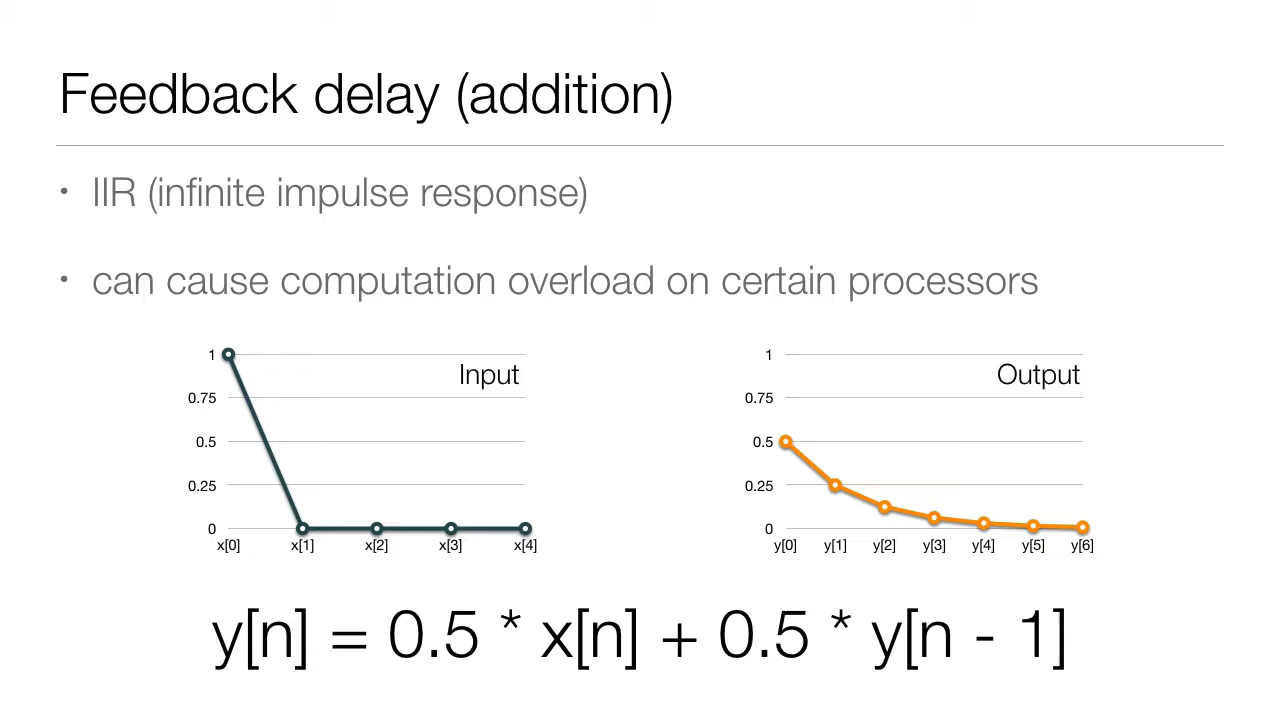 Feedback delay (addition)
• IIR (infinite impulse response)
• can cause computation overload on certain processors
Input
1
0.75
0.5
0.25
0
x[0] x[1] x[2] x[3] x[4]
Output
1
0.75
0.5
0.25
0
y[0] y[1] y[2] y[3] y[4] y[5] y[6]
y[n] = 0.5 * x[n] + 0.5 * y[n - 1]